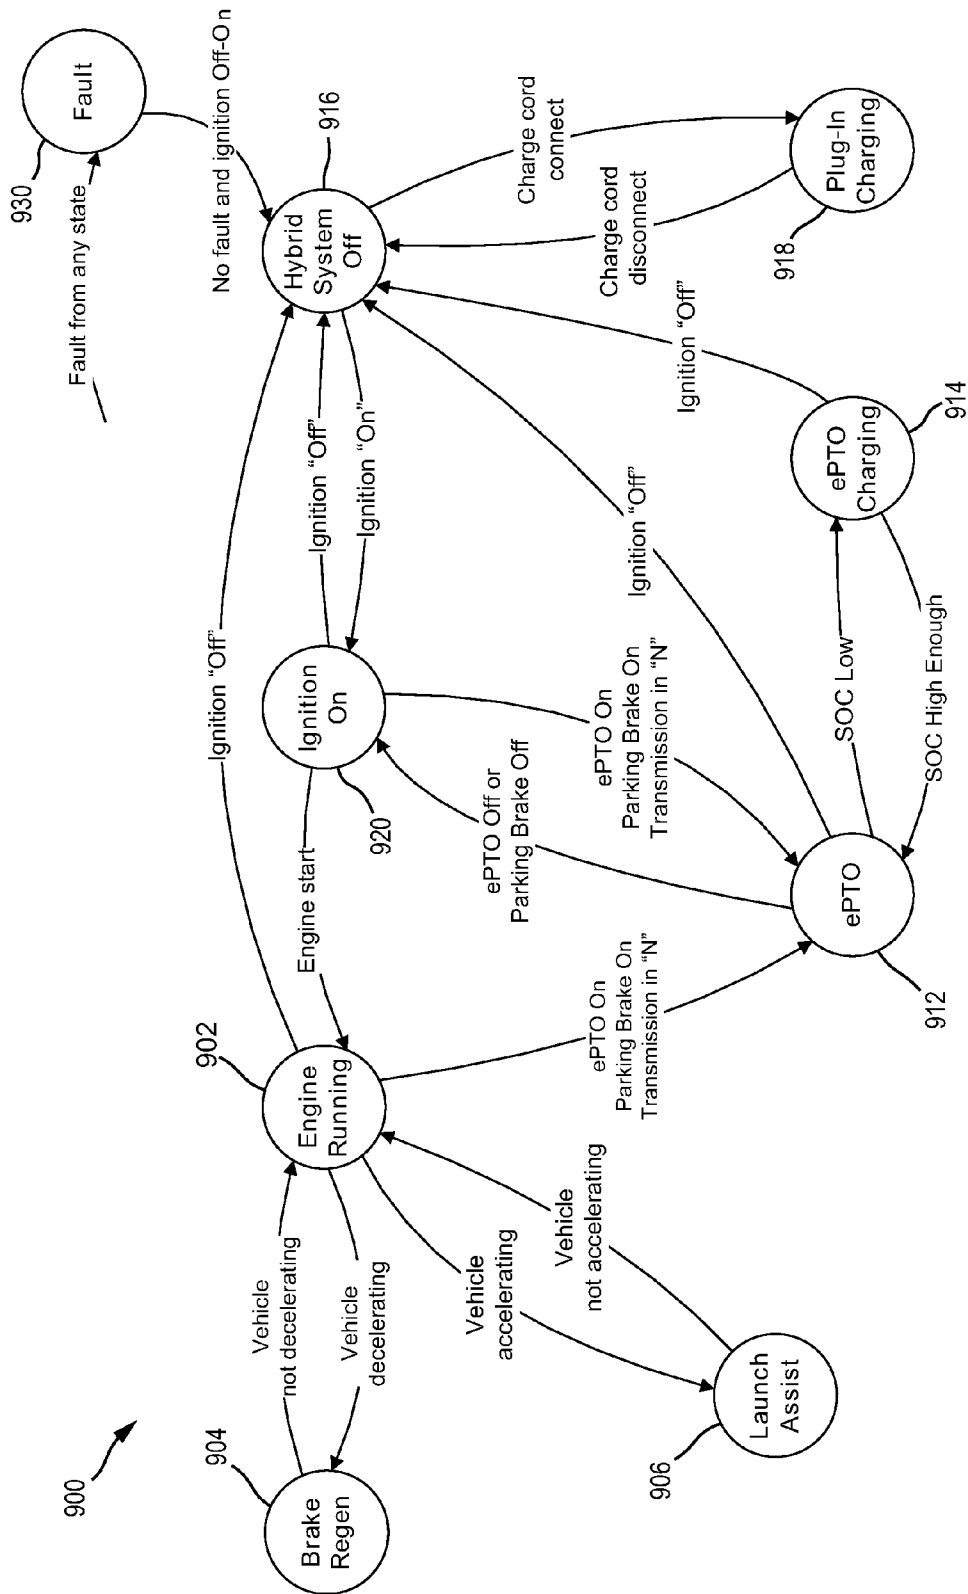 900
904
Brake
Regen
Vehicle
not decelerating
Vehicle
decelerating
902
Engine
Running
Ignition "Off"
Engine start
920
Ignition
On
Ignition "Off"
Ignition "On"
Hybrid
System
Off
916
Fault from any state
930
Fault
No fault and ignition Off-On
Vehicle
accelerating
Vehicle
not accelerating
906
Launch
Assist
ePTO On
Parking Brake On
Transmission in "N"
ePTO Off or
Parking Brake Off
ePTO On
Parking Brake On
Transmission in "N"
Ignition "Off"
Ignition "Off"
Charge cord
disconnect
Charge cord
connect
912
ePTO
SOC Low
SOC High Enough
ePTO
Charging
914
918
Plug-In
Charging